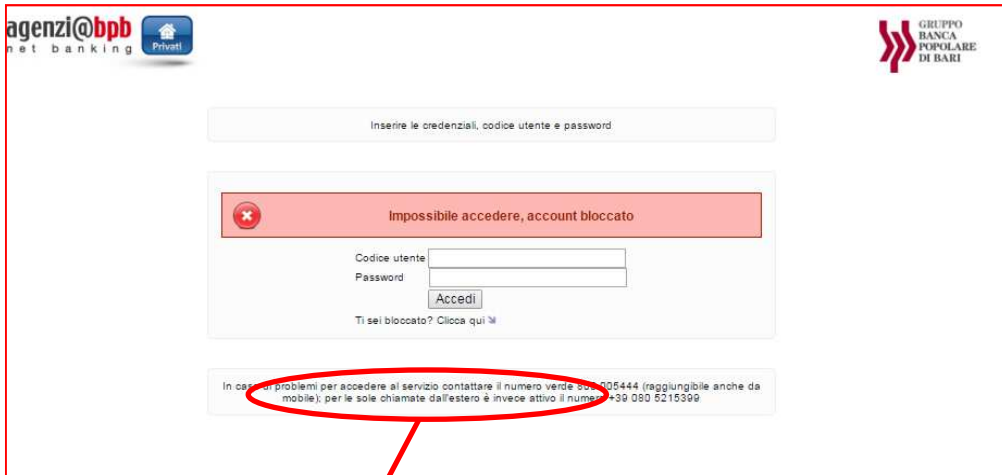 agenzi@bpb
net banking
Privati
GRUPPO
BANCA
POPOLARE
DI BARI
Inserire le credenziali, codice utente e password
Impossibile accedere, account bloccato
Codice utente
Password
Accedi
Ti sei bloccato? Clicca qui
In caso di problemi per accedere al servizio contattare il numero verde 005444 (raggiungibile anche da
mobile); per le sole chiamate dall'estero è invece attivo il numero +39 080 5215399